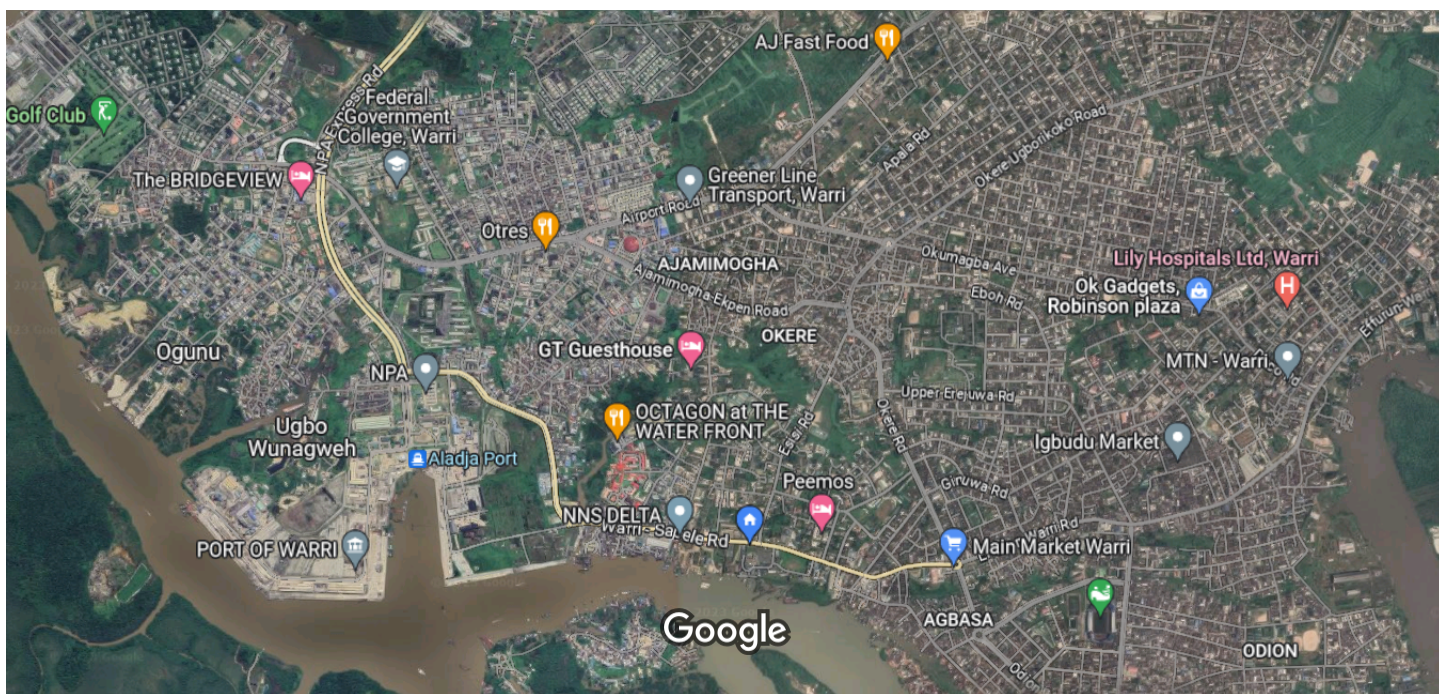 AJ Fast Food
Golf Club
NPA Express Rd
Federal
Government
College, Warri
Apala Rd
Okere-Ugborikoko Road
The BRIDGEVIEW
Greener Line
Transport, Warri
Airport Road
Otres
AJAMIMOGHA
Okumagba Ave
Lily Hospitals Ltd, Warri
Ajamimogha-Ekpen Road
Eboh Rd
Ok Gadgets,
Robinson plaza
OKERE
Ogunu
GT Guesthouse
NPA
MTN - Warri
Upper Erejuwa Rd
OCTAGON at THE
WATER FRONT
Okere Rd
Esisi Rd
Ugbo
Wunagweh
Igbudu Market
Aladja Port
Peemos
Giruwa Rd
NNS DELTA
Warri - Sapele Rd
PORT OF WARRI
Main Market Warri
Google
AGBASA
ODION
Odion